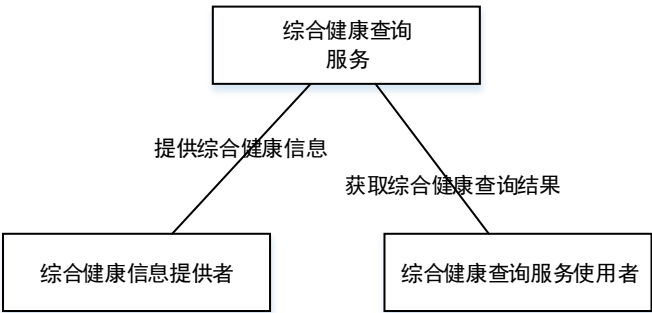 综合健康查询
服务
提供综合健康信息
获取综合健康查询结果
综合健康信息提供者
综合健康查询服务使用者